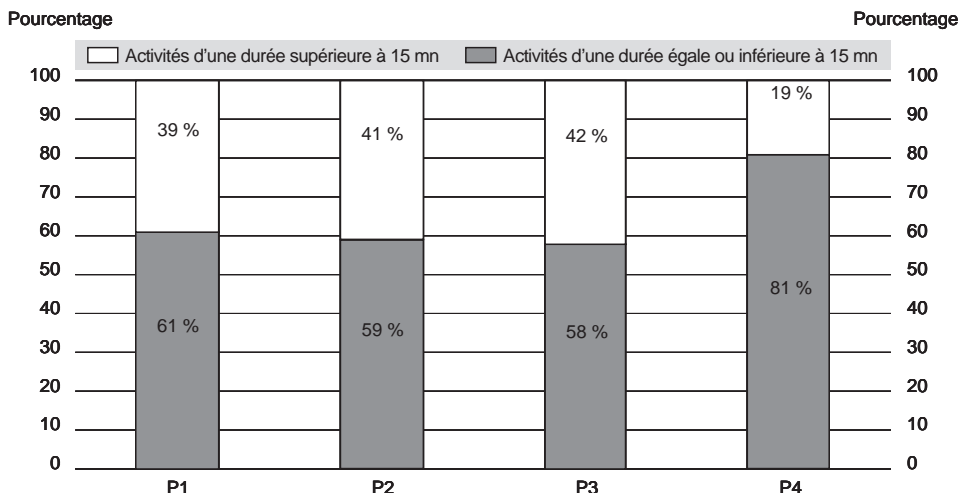 Pourcentage Pourcentage
Activités d'une durée supérieure à 15 mn Activités d'une durée égale ou inférieure à 15 mn
100 100
90 19 % 90
39 % 41 % 42 %
80 80
70 70
60 60
50 50
81 %
40 40
61 % 59 % 58 %
30 30
20 20
10 10
0 0
P1 P2 P3 P4